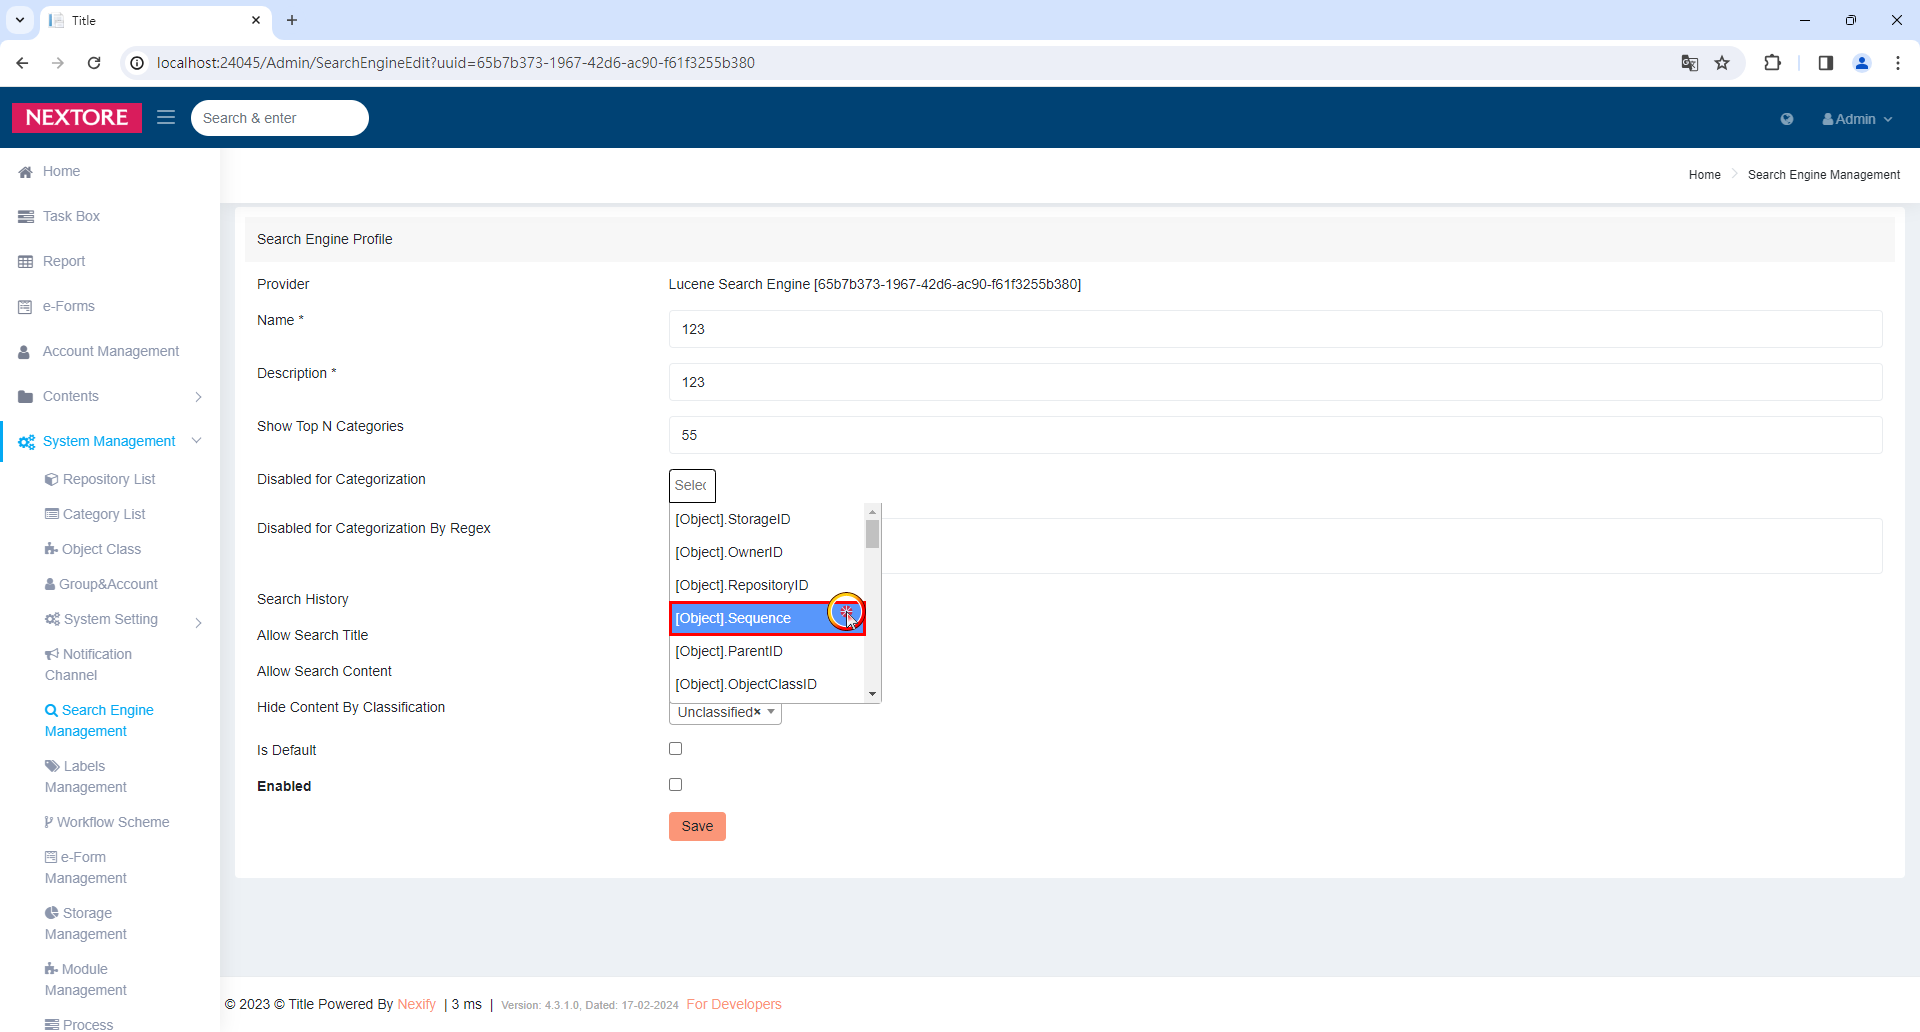 Title
localhost:24045/Admin/SearchEngineEdit?uuid=65b7b373-1967-42d6-ac90-f61f3255b380
NEXTORE
Search & enter
Admin
Home
Task Box
Report
e-Forms
Account Management
Contents
System Management
Repository List
Category List
Object Class
Group&Account
System Setting
Notification
Channel
Search Engine
Management
Labels
Management
Workflow Scheme
e-Form
Management
Storage
Management
Module
Management
Process
Home
Search Engine Management
Search Engine Profile
Provider
Lucene Search Engine [65b7b373-1967-42d6-ac90-f61f3255b380]
Name *
123
Description *
123
Show Top N Categories
55
Disabled for Categorization
Selec
[Object].StorageID
[Object].OwnerID
[Object].RepositoryID
[Object].Sequence
[Object].ParentID
[Object].ObjectClassID
Disabled for Categorization By Regex
Search History
Allow Search Title
Allow Search Content
Hide Content By Classification
Unclassified×
Is Default
Enabled
Save
© 2023 © Title Powered By Nexify | 3 ms | Version: 4.3.1.0, Dated: 17-02-2024 For Developers